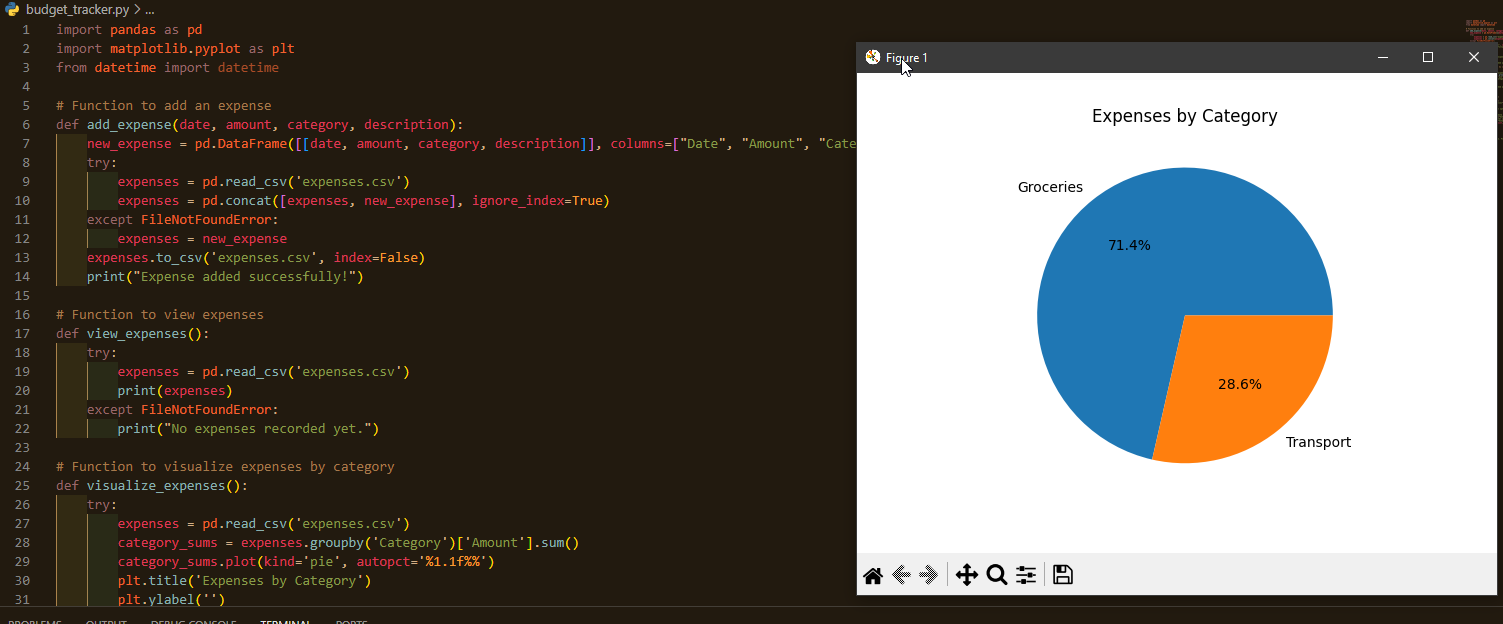 budget_tracker.py > ...
1 import pandas as pd
2 import matplotlib.pyplot as plt
3 from datetime import datetime
4
5 # Function to add an expense
6 def add_expense(date, amount, category, description):
7 new_expense = pd.DataFrame([[date, amount, category, description]], columns=["Date", "Amount", "Cate
8 try:
9 expenses = pd.read_csv('expenses.csv')
10 expenses = pd.concat([expenses, new_expense], ignore_index=True)
11 except FileNotFoundError:
12 expenses = new_expense
13 expenses.to_csv('expenses.csv', index=False)
14 print("Expense added successfully!")
15
16 # Function to view expenses
17 def view_expenses():
18 try:
19 expenses = pd.read_csv('expenses.csv')
20 print(expenses)
21 except FileNotFoundError:
22 print("No expenses recorded yet.")
23
24 # Function to visualize expenses by category
25 def visualize_expenses():
26 try:
27 expenses = pd.read_csv('expenses.csv')
28 category_sums = expenses.groupby('Category')['Amount'].sum()
29 category_sums.plot(kind='pie', autopct='%1.1f%%')
30 plt.title('Expenses by Category')
31 plt.ylabel('')
PROBLEMS OUTPUT DEBUG CONSOLE TERMINAL PORTS
Figure 1
Expenses by Category
Groceries
71.4%
28.6%
Transport